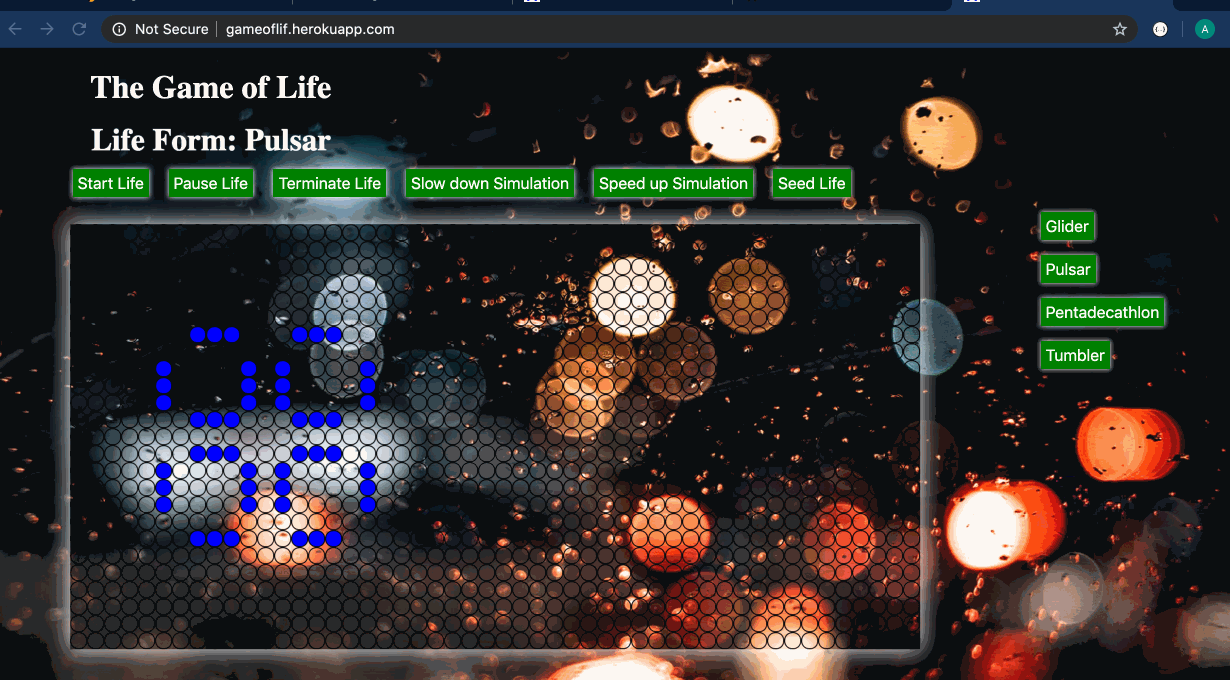 Not Secure
gameoflif.herokuapp.com
A
The Game of Life
Life Form: Pulsar
Start Life
Pause Life
Terminate Life
Slow down Simulation
Speed up Simulation
Seed Life
Glider
Pulsar
Pentadecathlon
Tumbler